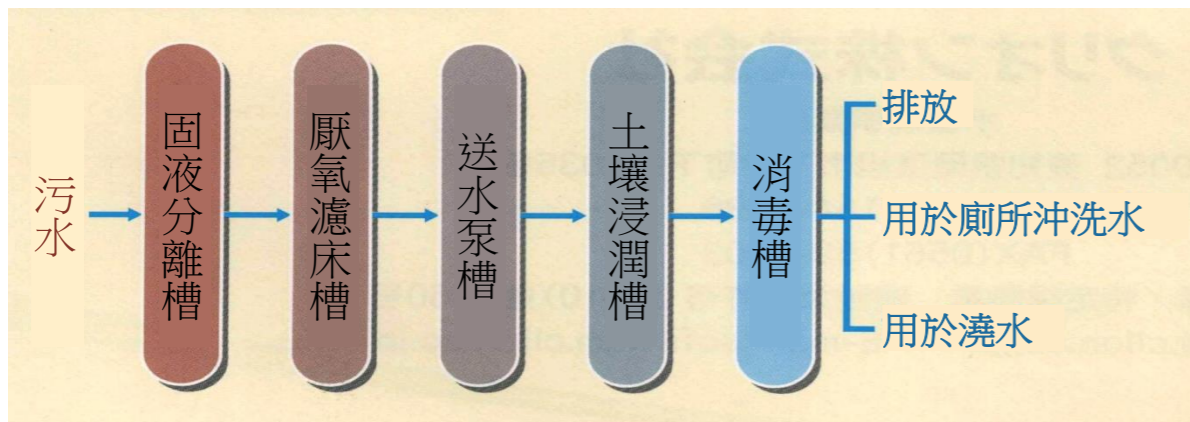 污水
固液分離槽
厭氧濾床槽
送水泵槽
土壤浸潤槽
消毒槽
排放
用於廁所沖洗水
用於澆水